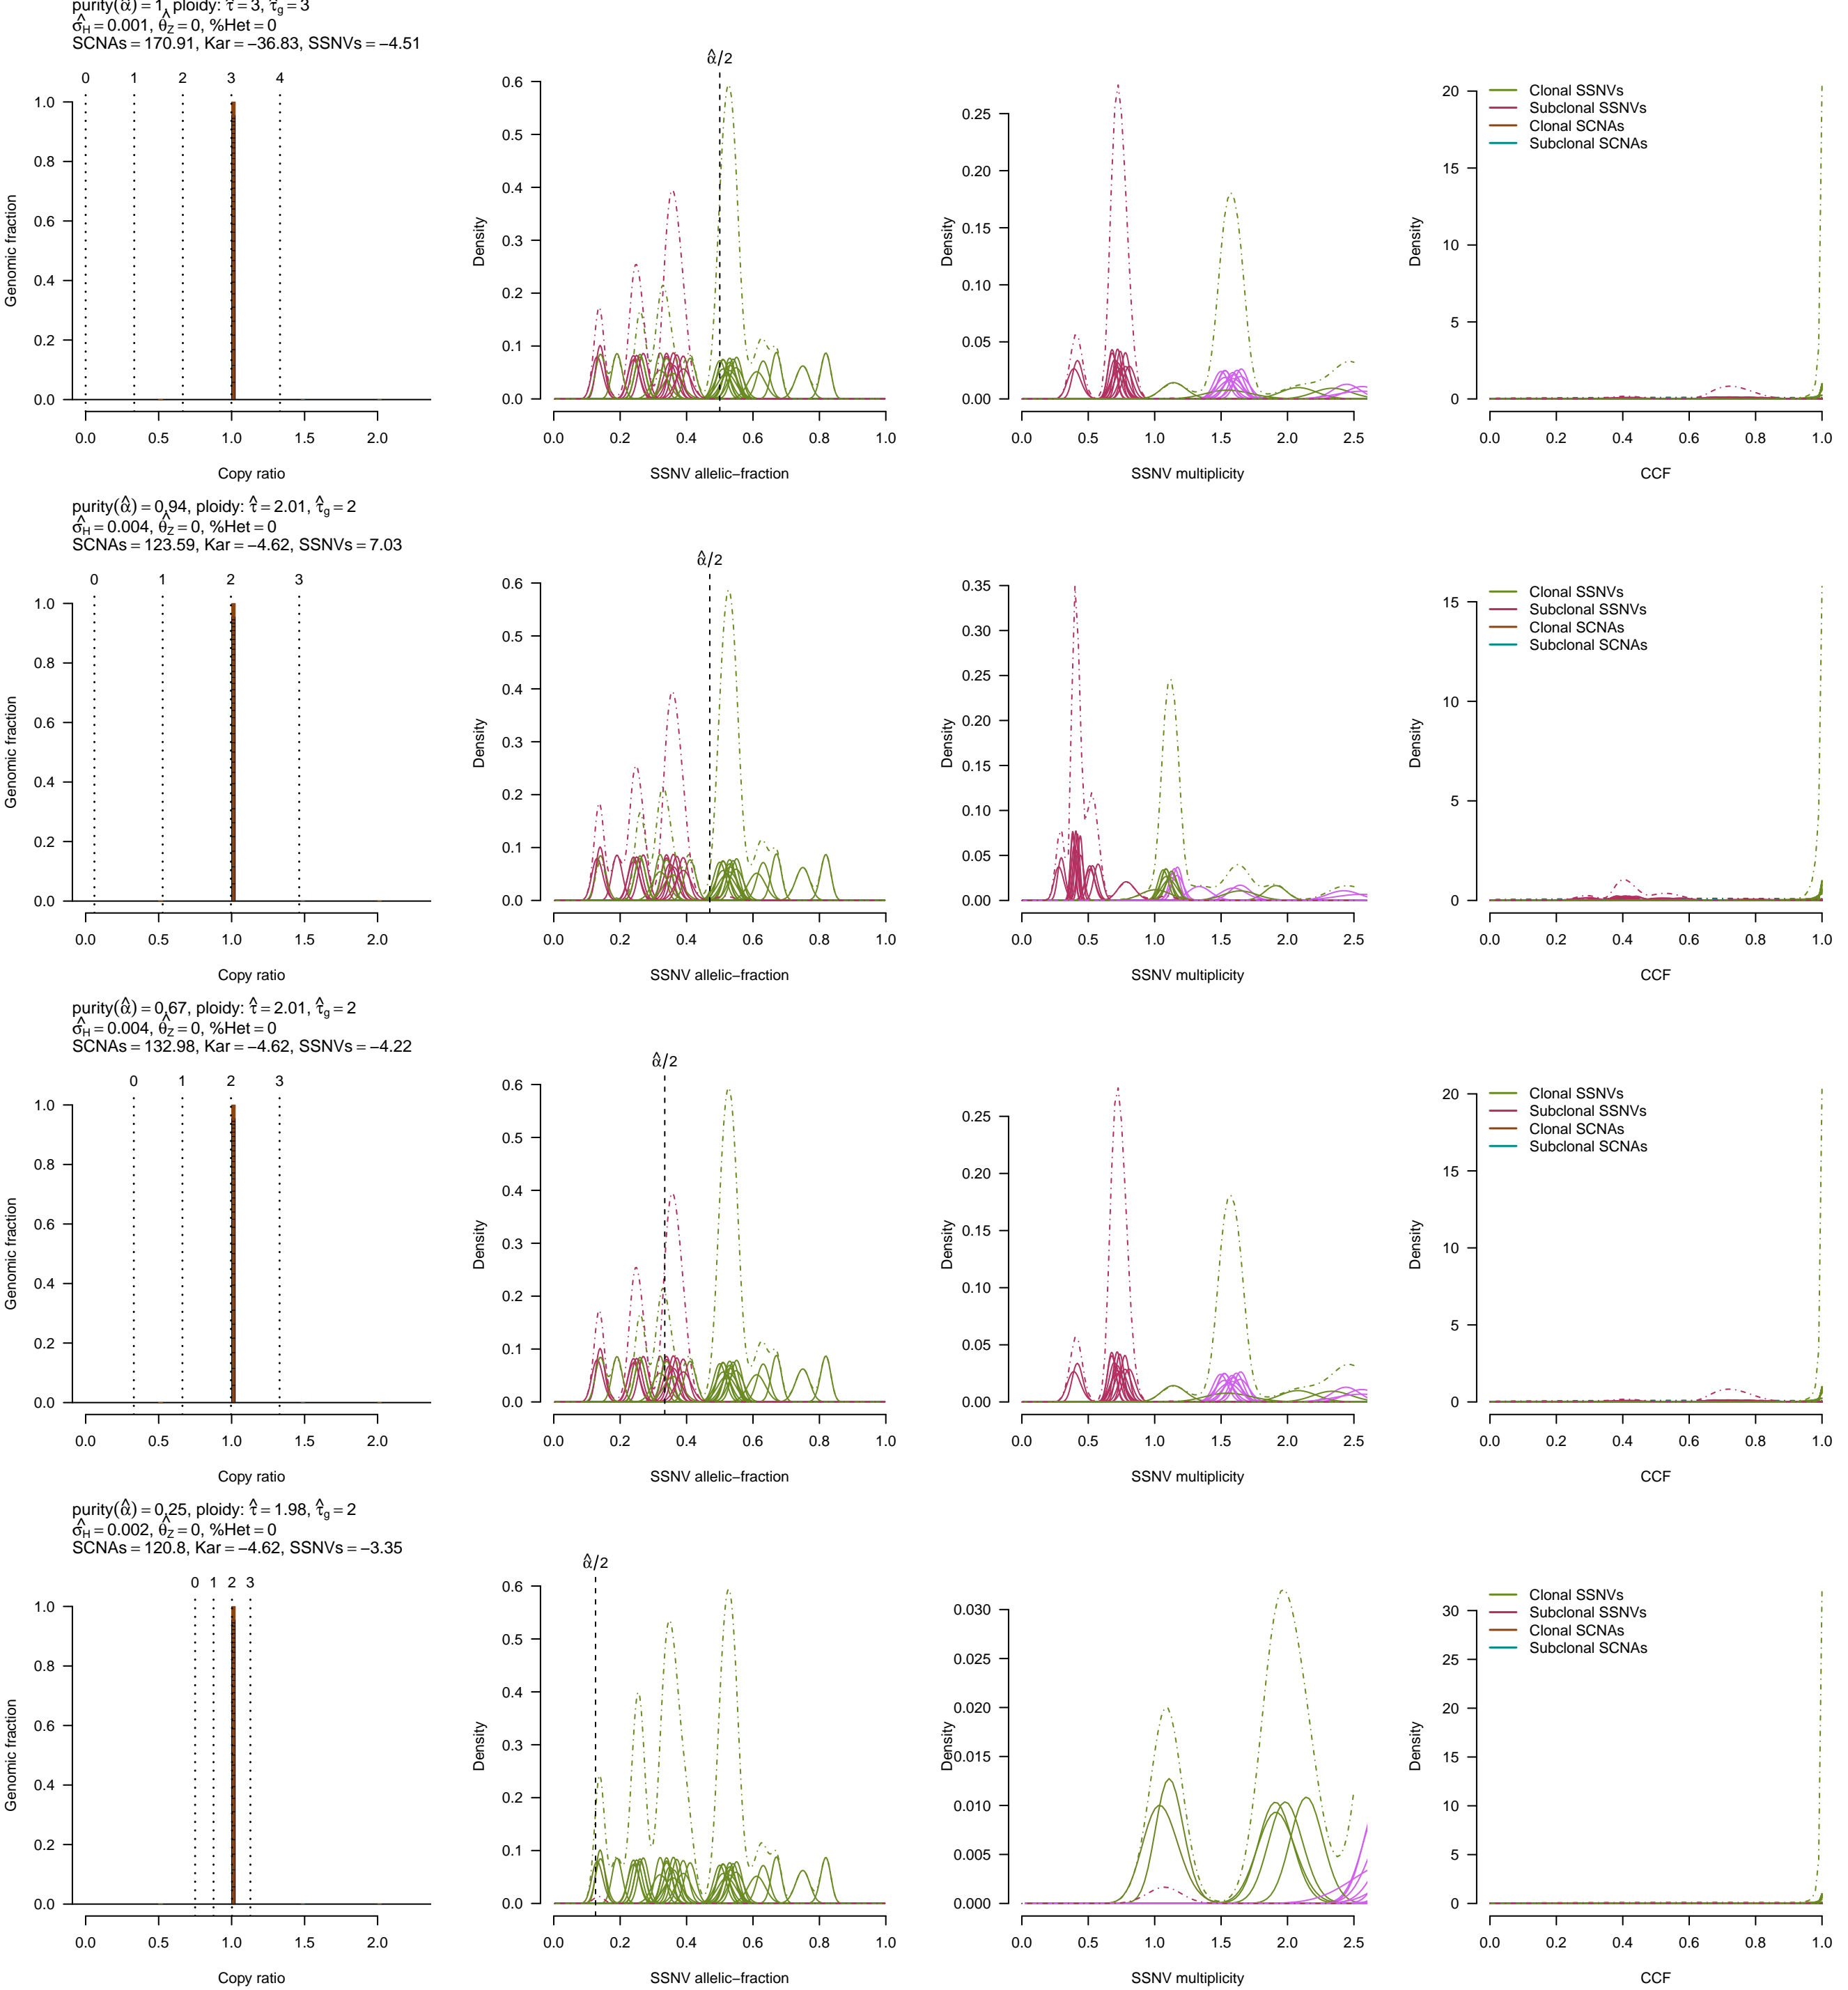 purity(α̂) = 1, ploidy: τ̂ = 3, τ̂g = 3
σ̂H = 0.001, θ̂Z = 0, %Het = 0
SCNAs = 170.91, Kar = −36.83, SSNVs = −4.51
0 1 2 3 4
Genomic fraction
1.0
0.8
0.6
0.4
0.2
0.0
0.0 0.5 1.0 1.5 2.0
Copy ratio
α̂/2
Density
0.6
0.5
0.4
0.3
0.2
0.1
0.0
0.0 0.2 0.4 0.6 0.8 1.0
SSNV allelic−fraction
Density
0.25
0.20
0.15
0.10
0.05
0.00
0.0 0.5 1.0 1.5 2.0 2.5
SSNV multiplicity
Density
20
15
10
5
0
Clonal SSNVs
Subclonal SSNVs
Clonal SCNAs
Subclonal SCNAs
0.0 0.2 0.4 0.6 0.8 1.0
CCF
purity(α̂) = 0.94, ploidy: τ̂ = 2.01, τ̂g = 2
σ̂H = 0.004, θ̂Z = 0, %Het = 0
SCNAs = 123.59, Kar = −4.62, SSNVs = 7.03
0 1 2 3
Genomic fraction
1.0
0.8
0.6
0.4
0.2
0.0
0.0 0.5 1.0 1.5 2.0
Copy ratio
α̂/2
Density
0.6
0.5
0.4
0.3
0.2
0.1
0.0
0.0 0.2 0.4 0.6 0.8 1.0
SSNV allelic−fraction
Density
0.35
0.30
0.25
0.20
0.15
0.10
0.05
0.00
0.0 0.5 1.0 1.5 2.0 2.5
SSNV multiplicity
Density
15
10
5
0
Clonal SSNVs
Subclonal SSNVs
Clonal SCNAs
Subclonal SCNAs
0.0 0.2 0.4 0.6 0.8 1.0
CCF
purity(α̂) = 0.67, ploidy: τ̂ = 2.01, τ̂g = 2
σ̂H = 0.004, θ̂Z = 0, %Het = 0
SCNAs = 132.98, Kar = −4.62, SSNVs = −4.22
0 1 2 3
Genomic fraction
1.0
0.8
0.6
0.4
0.2
0.0
0.0 0.5 1.0 1.5 2.0
Copy ratio
α̂/2
Density
0.6
0.5
0.4
0.3
0.2
0.1
0.0
0.0 0.2 0.4 0.6 0.8 1.0
SSNV allelic−fraction
Density
0.25
0.20
0.15
0.10
0.05
0.00
0.0 0.5 1.0 1.5 2.0 2.5
SSNV multiplicity
Density
20
15
10
5
0
Clonal SSNVs
Subclonal SSNVs
Clonal SCNAs
Subclonal SCNAs
0.0 0.2 0.4 0.6 0.8 1.0
CCF
purity(α̂) = 0.25, ploidy: τ̂ = 1.98, τ̂g = 2
σ̂H = 0.002, θ̂Z = 0, %Het = 0
SCNAs = 120.8, Kar = −4.62, SSNVs = −3.35
0 1 2 3
Genomic fraction
1.0
0.8
0.6
0.4
0.2
0.0
0.0 0.5 1.0 1.5 2.0
Copy ratio
α̂/2
Density
0.6
0.5
0.4
0.3
0.2
0.1
0.0
0.0 0.2 0.4 0.6 0.8 1.0
SSNV allelic−fraction
Density
0.030
0.025
0.020
0.015
0.010
0.005
0.000
0.0 0.5 1.0 1.5 2.0 2.5
SSNV multiplicity
Density
30
25
20
15
10
5
0
Clonal SSNVs
Subclonal SSNVs
Clonal SCNAs
Subclonal SCNAs
0.0 0.2 0.4 0.6 0.8 1.0
CCF